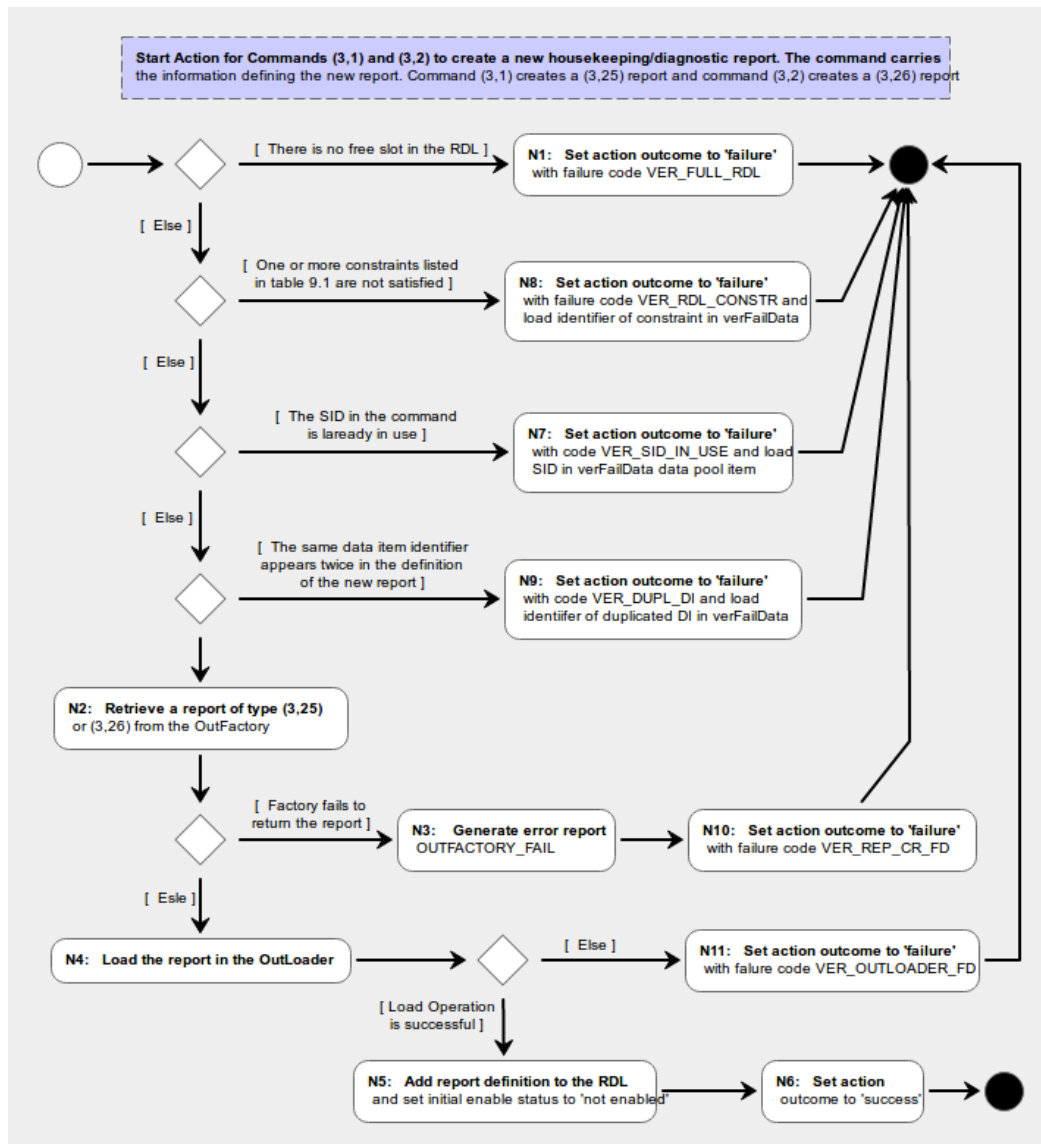 Start Action for Commands (3,1) and (3,2) to create a new housekeeping/diagnostic report. The command carries
the information defining the new report. Command (3,1) creates a (3,25) report and command (3,2) creates a (3,26) report
[ There is no free slot in the RDL ]
N1: Set action outcome to 'failure'
with failure code VER_FULL_RDL
[ Else ]
[ One or more constraints listed
in table 9.1 are not satisfied ]
N8: Set action outcome to 'failure'
with failure code VER_RDL_CONSTR and
load identifier of constraint in verFailData
[ Else ]
[ The SID in the command
is laready in use ]
N7: Set action outcome to 'failure'
with code VER_SID_IN_USE and load
SID in verFailData data pool item
[ Else ]
[ The same data item identifier
appears twice in the definition
of the new report ]
N9: Set action outcome to 'failure'
with code VER_DUPL_DI and load
identiifer of duplicated DI in verFailData
N2: Retrieve a report of type (3,25)
or (3,26) from the OutFactory
[ Factory fails to
return the report ]
N3: Generate error report
OUTFACTORY_FAIL
N10: Set action outcome to 'failure'
with failure code VER_REP_CR_FD
[ Esle ]
N4: Load the report in the OutLoader
[ Else ]
N11: Set action outcome to 'failure'
with falure code VER_OUTLOADER_FD
[ Load Operation
is successful ]
N5: Add report definition to the RDL
and set initial enable status to 'not enabled'
N6: Set action
outcome to 'success'